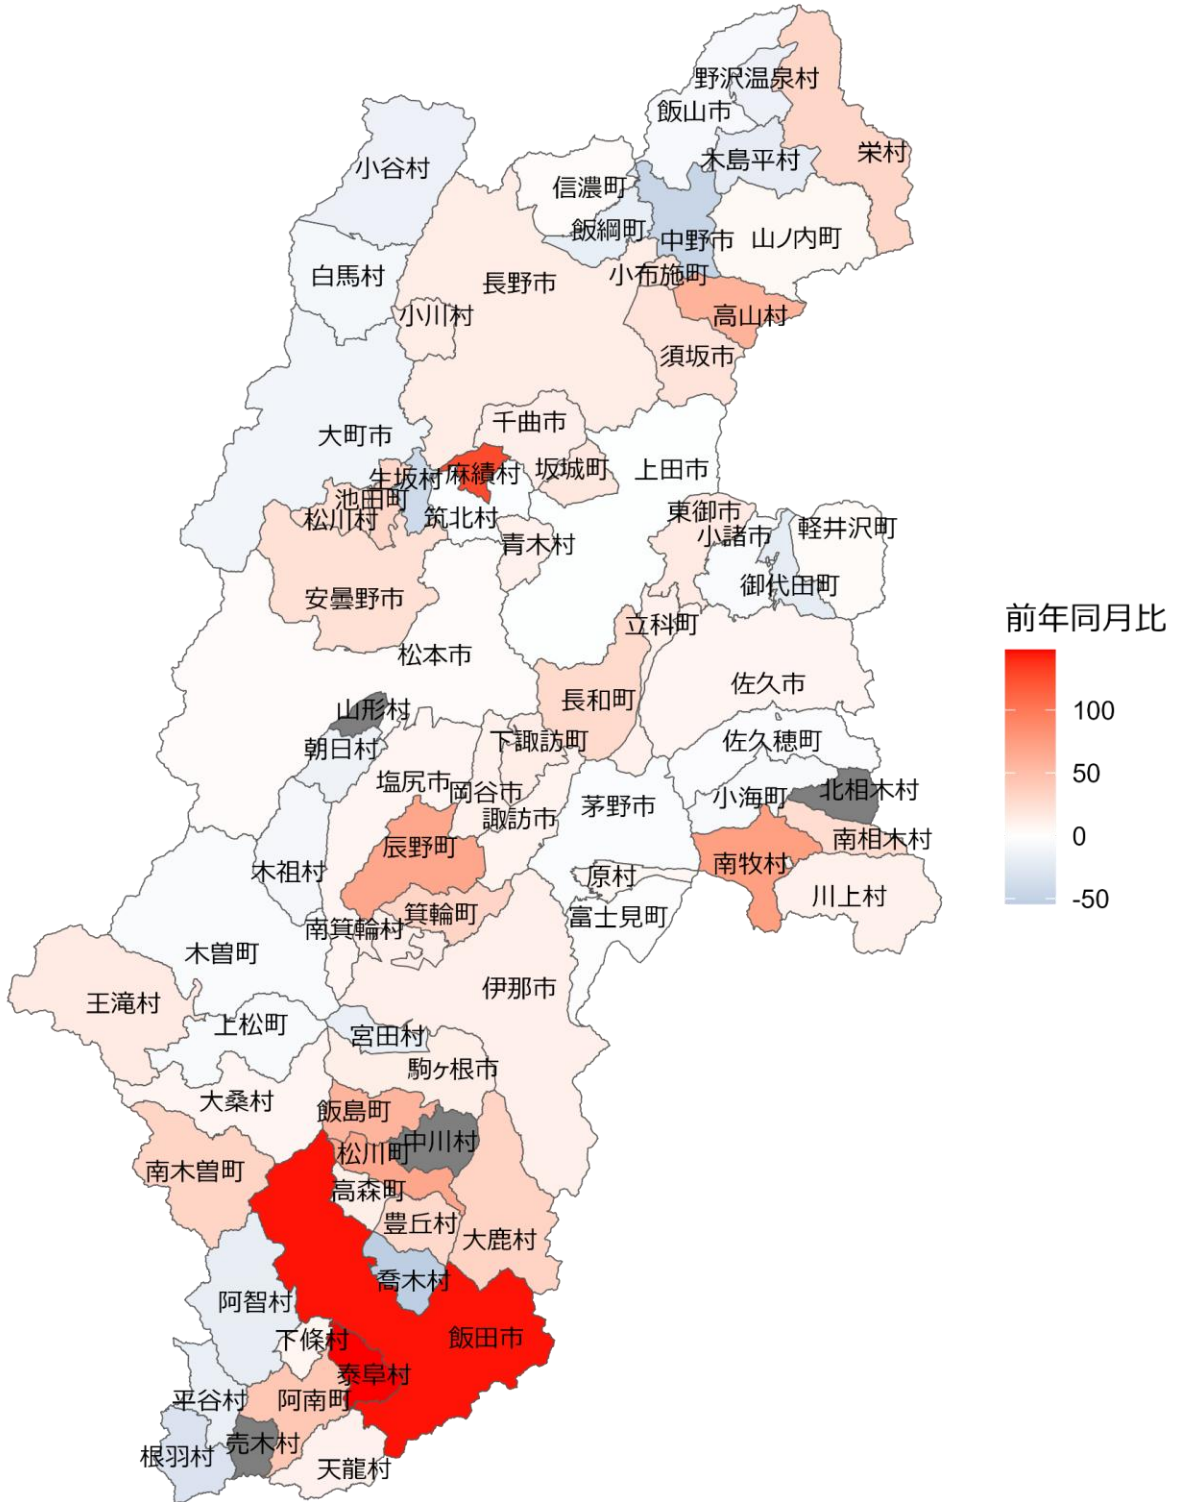 野沢温泉村
飯山市
栄村
木島平村
小谷村
信濃町
飯綱町
中野市
山ノ内町
白馬村
長野市
小布施町
小川村
高山村
須坂市
千曲市
大町市
坂城町
上田市
生坂村
麻績村
池田町
松川村
筑北村
東御市
小諸市
軽井沢町
青木村
御代田町
安曇野市
立科町
松本市
佐久市
長和町
山形村
朝日村
下諏訪町
佐久穂町
塩尻市
岡谷市
茅野市
小海町
北相木村
諏訪市
南相木村
辰野町
南牧村
木祖村
原村
川上村
箕輪町
富士見町
南箕輪村
木曽町
伊那市
王滝村
上松町
宮田村
駒ヶ根市
大桑村
飯島町
中川村
松川町
南木曽町
高森町
豊丘村
大鹿村
喬木村
阿智村
下條村
飯田市
泰阜村
平谷村
阿南町
売木村
根羽村
天龍村
前年同月比
100
50
0
-50